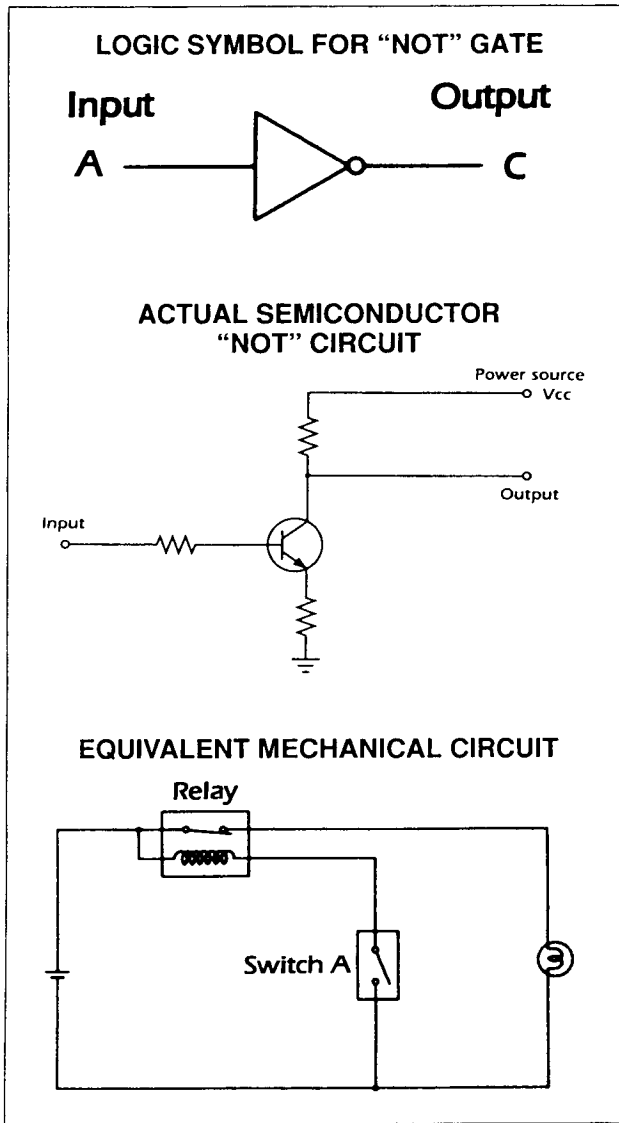 LOGIC SYMBOL FOR “NOT” GATE
Input
Output
A
C
ACTUAL SEMICONDUCTOR
“NOT” CIRCUIT
Power source
Vcc
Output
Input
EQUIVALENT MECHANICAL CIRCUIT
Relay
Switch A